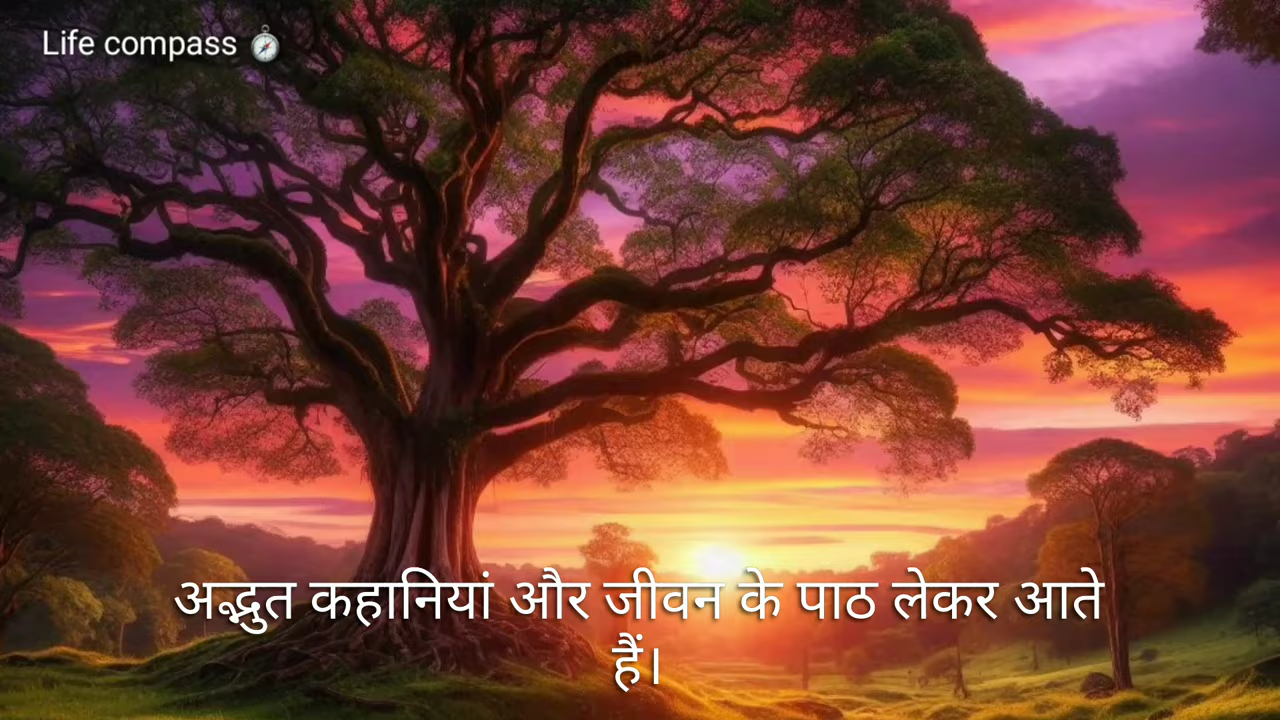 Life compass 🧭
अद्भुत कहानियां और जीवन के पाठ लेकर आते
हैं।